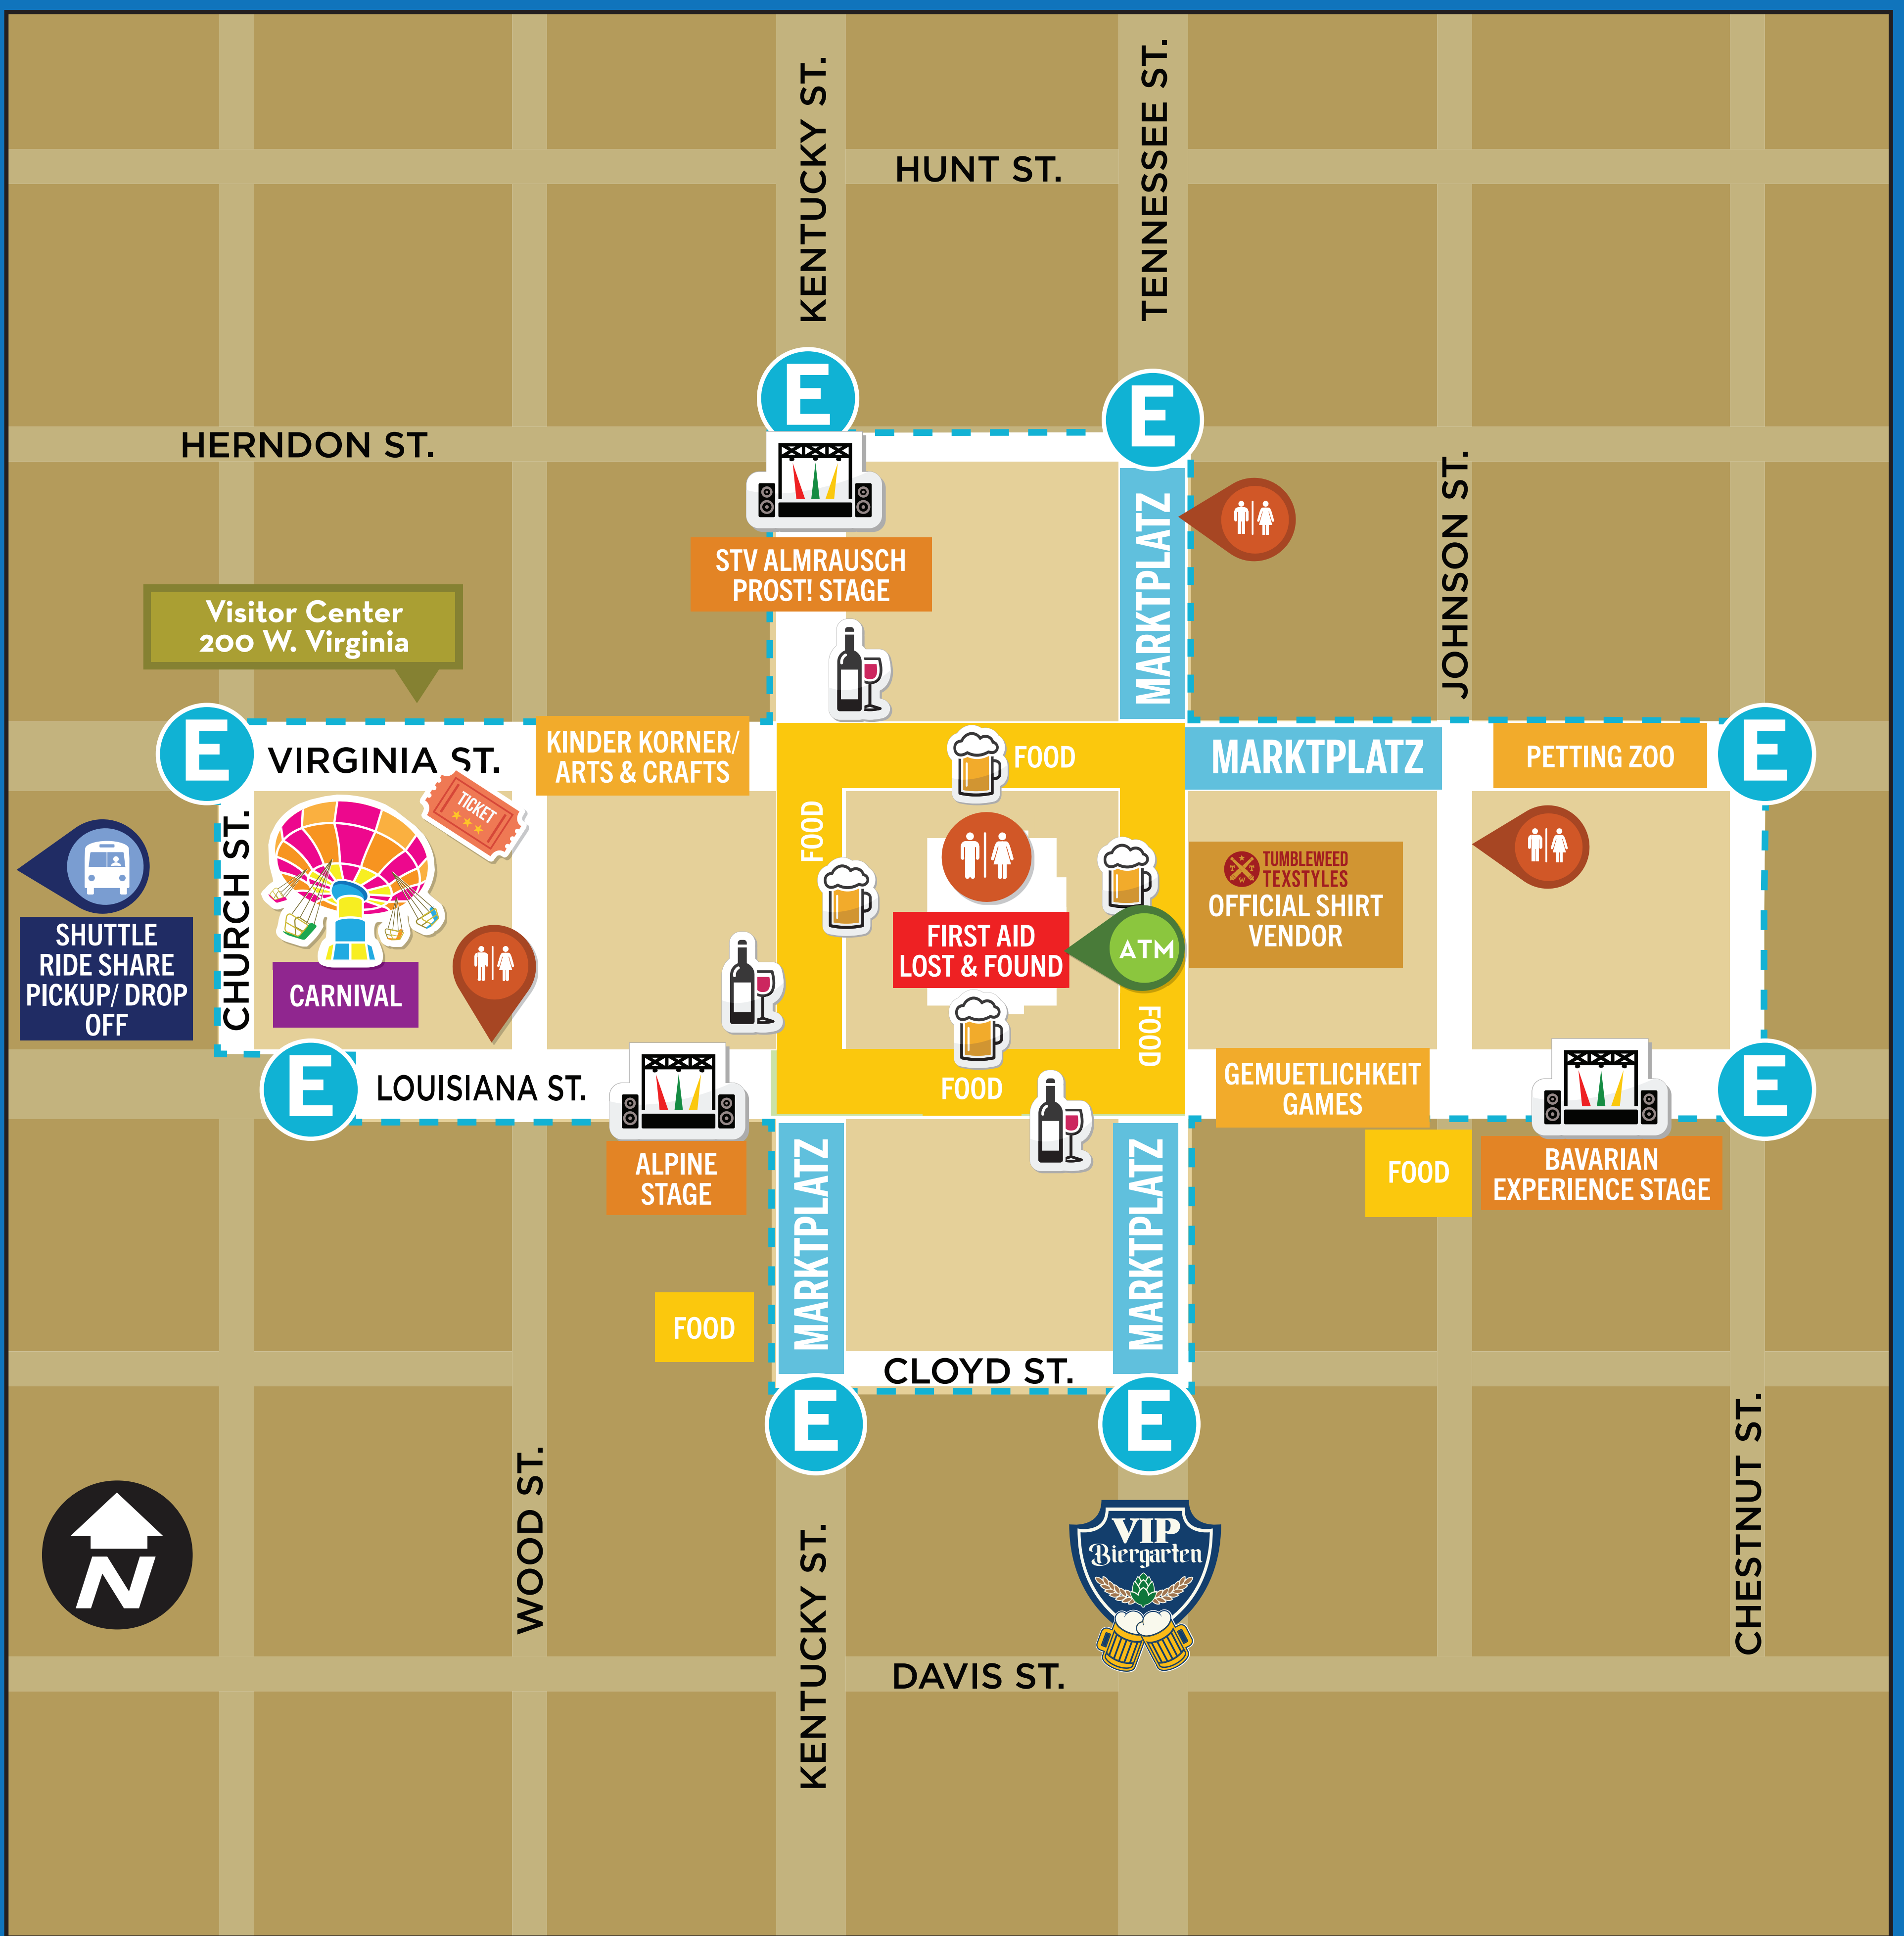 KENTUCKY ST.
TENNESSEE ST.
HUNT ST.
E
E
HERNDON ST.
JOHNSON ST.
STV ALMRAUSCH
PROST! STAGE
MARKTPLATZ
Visitor Center
200 W. Virginia
E
VIRGINIA ST.
KINDER KORNER/
ARTS & CRAFTS
FOOD
MARKTPLATZ
PETTING ZOO
E
TICKET
FOOD
CHURCH ST.
SHUTTLE
RIDE SHARE
PICKUP/ DROP
OFF
CARNIVAL
FIRST AID
LOST & FOUND
ATM
TUMBLEWEED
TEXSTYLES
OFFICIAL SHIRT
VENDOR
FOOD
E
LOUISIANA ST.
FOOD
GEMUETLICHKEIT
GAMES
E
ALPINE
STAGE
MARKTPLATZ
MARKTPLATZ
FOOD
BAVARIAN
EXPERIENCE STAGE
FOOD
CLOYD ST.
E
E
N
WOOD ST.
KENTUCKY ST.
VIP
Biergarten
CHESTNUT ST.
DAVIS ST.